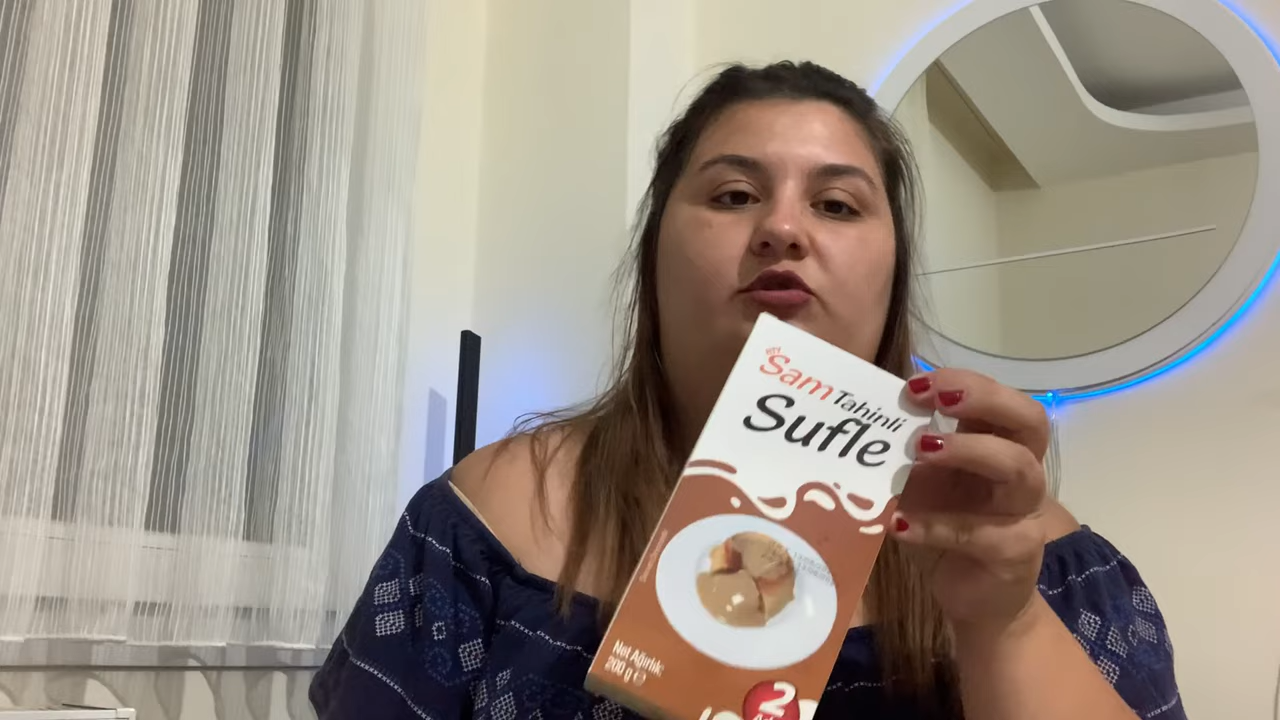 Sam Tahinli
Sufle
Net Ağırlık:
200 g ℮
2